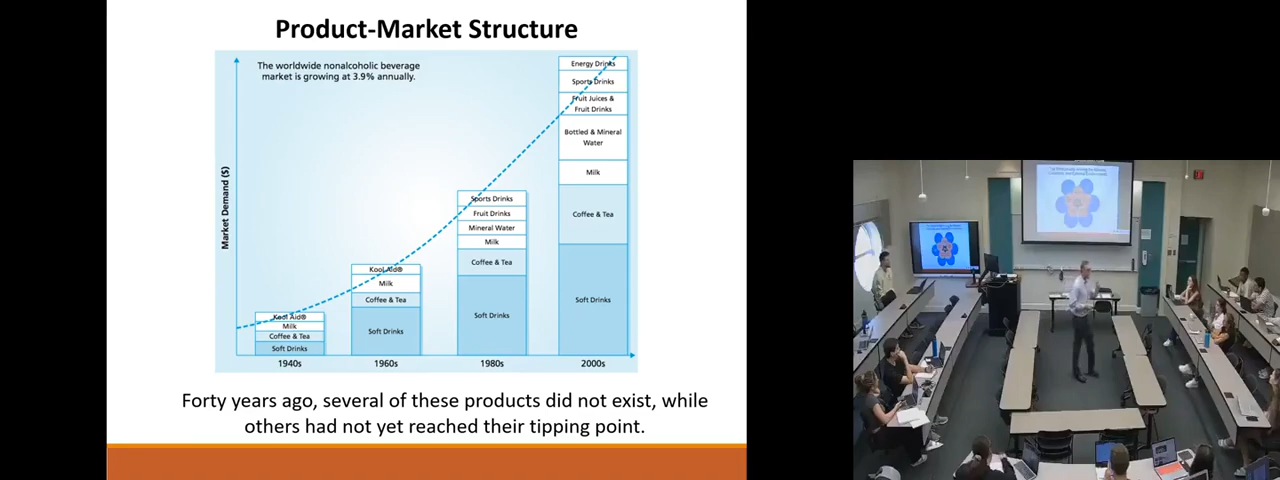 Product-Market Structure
The worldwide nonalcoholic beverage
market is growing at 3.9% annually.
Market Demand ($)
Kool Aid®
Milk
Coffee & Tea
Soft Drinks
1940s
Kool Aid®
Milk
Coffee & Tea
Soft Drinks
1960s
Sports Drinks
Fruit Drinks
Mineral Water
Milk
Coffee & Tea
Soft Drinks
1980s
Energy Drinks
Sports Drinks
Fruit Juices &
Fruit Drinks
Bottled & Mineral
Water
Milk
Coffee & Tea
Soft Drinks
2000s
Forty years ago, several of these products did not exist, while
others had not yet reached their tipping point.